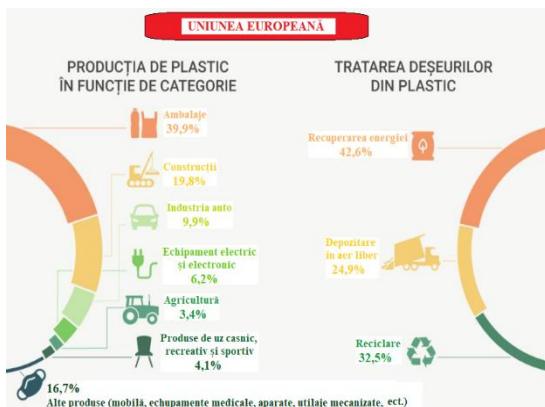 UNIUNEA EUROPEANĂ
PRODUCȚIA DE PLASTIC
ÎN FUNCȚIE DE CATEGORIE
Ambalaje
39,9%
Construcții
19,8%
Industria auto
9,9%
Echipament electric
și electronic
6,2%
Agricultură
3,4%
Produse de uz casnic,
recreativ și sportiv
4,1%
16,7%
Alte produse (mobilă, echupamente medicale, aparate, utilaje mecanizate, ect.)
TRATAREA DEȘEURILOR
DIN PLASTIC
Recuperarea energiei
42,6%
Depozitare
in aer liber
24,9%
Reciclare
32,5%